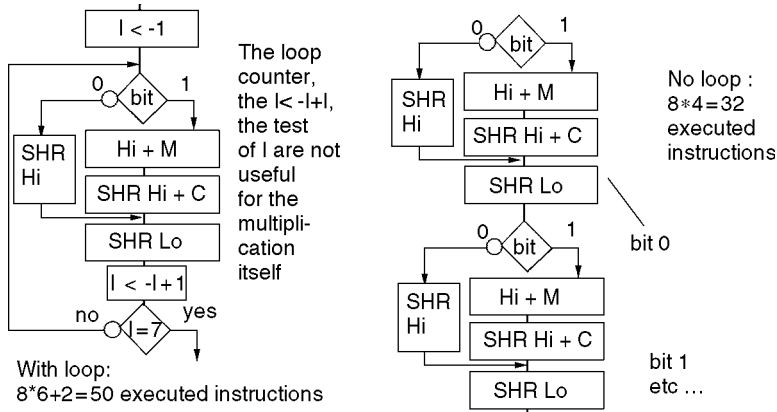 I < -1
0
bit
1
SHR
Hi
Hi + M
SHR Hi + C
SHR Lo
I < -I + 1
no
I=7
yes
With loop:
8*6+2=50 executed instructions
The loop
counter,
the I< -I+I,
the test
of I are not
useful
for the
multipli-
cation
itself
0
bit
1
SHR
Hi
Hi + M
SHR Hi + C
SHR Lo
No loop :
8*4=32
executed
instructions
bit 0
0
bit
1
SHR
Hi
Hi + M
SHR Hi + C
SHR Lo
bit 1
etc ...